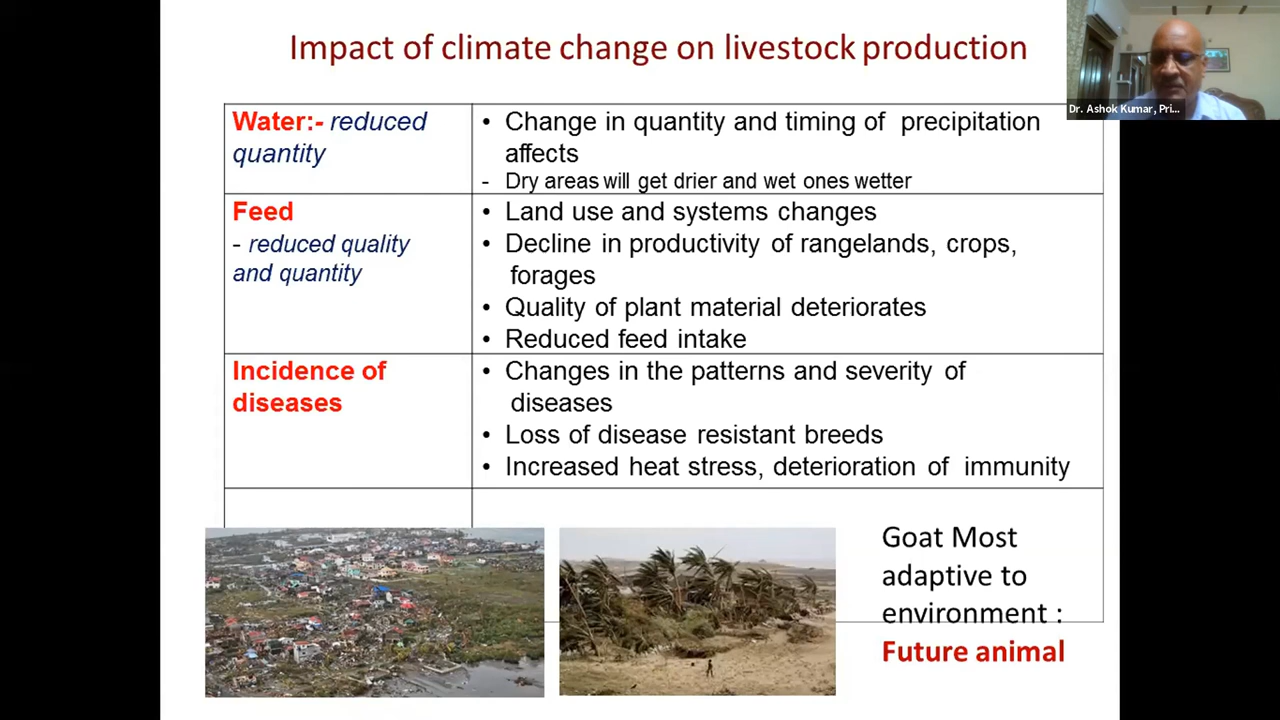 Impact of climate change on livestock production
Dr. Ashok Kumar, Pri...
Water:- reduced
quantity
• Change in quantity and timing of precipitation
affects
- Dry areas will get drier and wet ones wetter
Feed
- reduced quality
and quantity
• Land use and systems changes
• Decline in productivity of rangelands, crops,
forages
• Quality of plant material deteriorates
• Reduced feed intake
Incidence of
diseases
• Changes in the patterns and severity of
diseases
• Loss of disease resistant breeds
• Increased heat stress, deterioration of immunity
Goat Most
adaptive to
environment :
Future animal